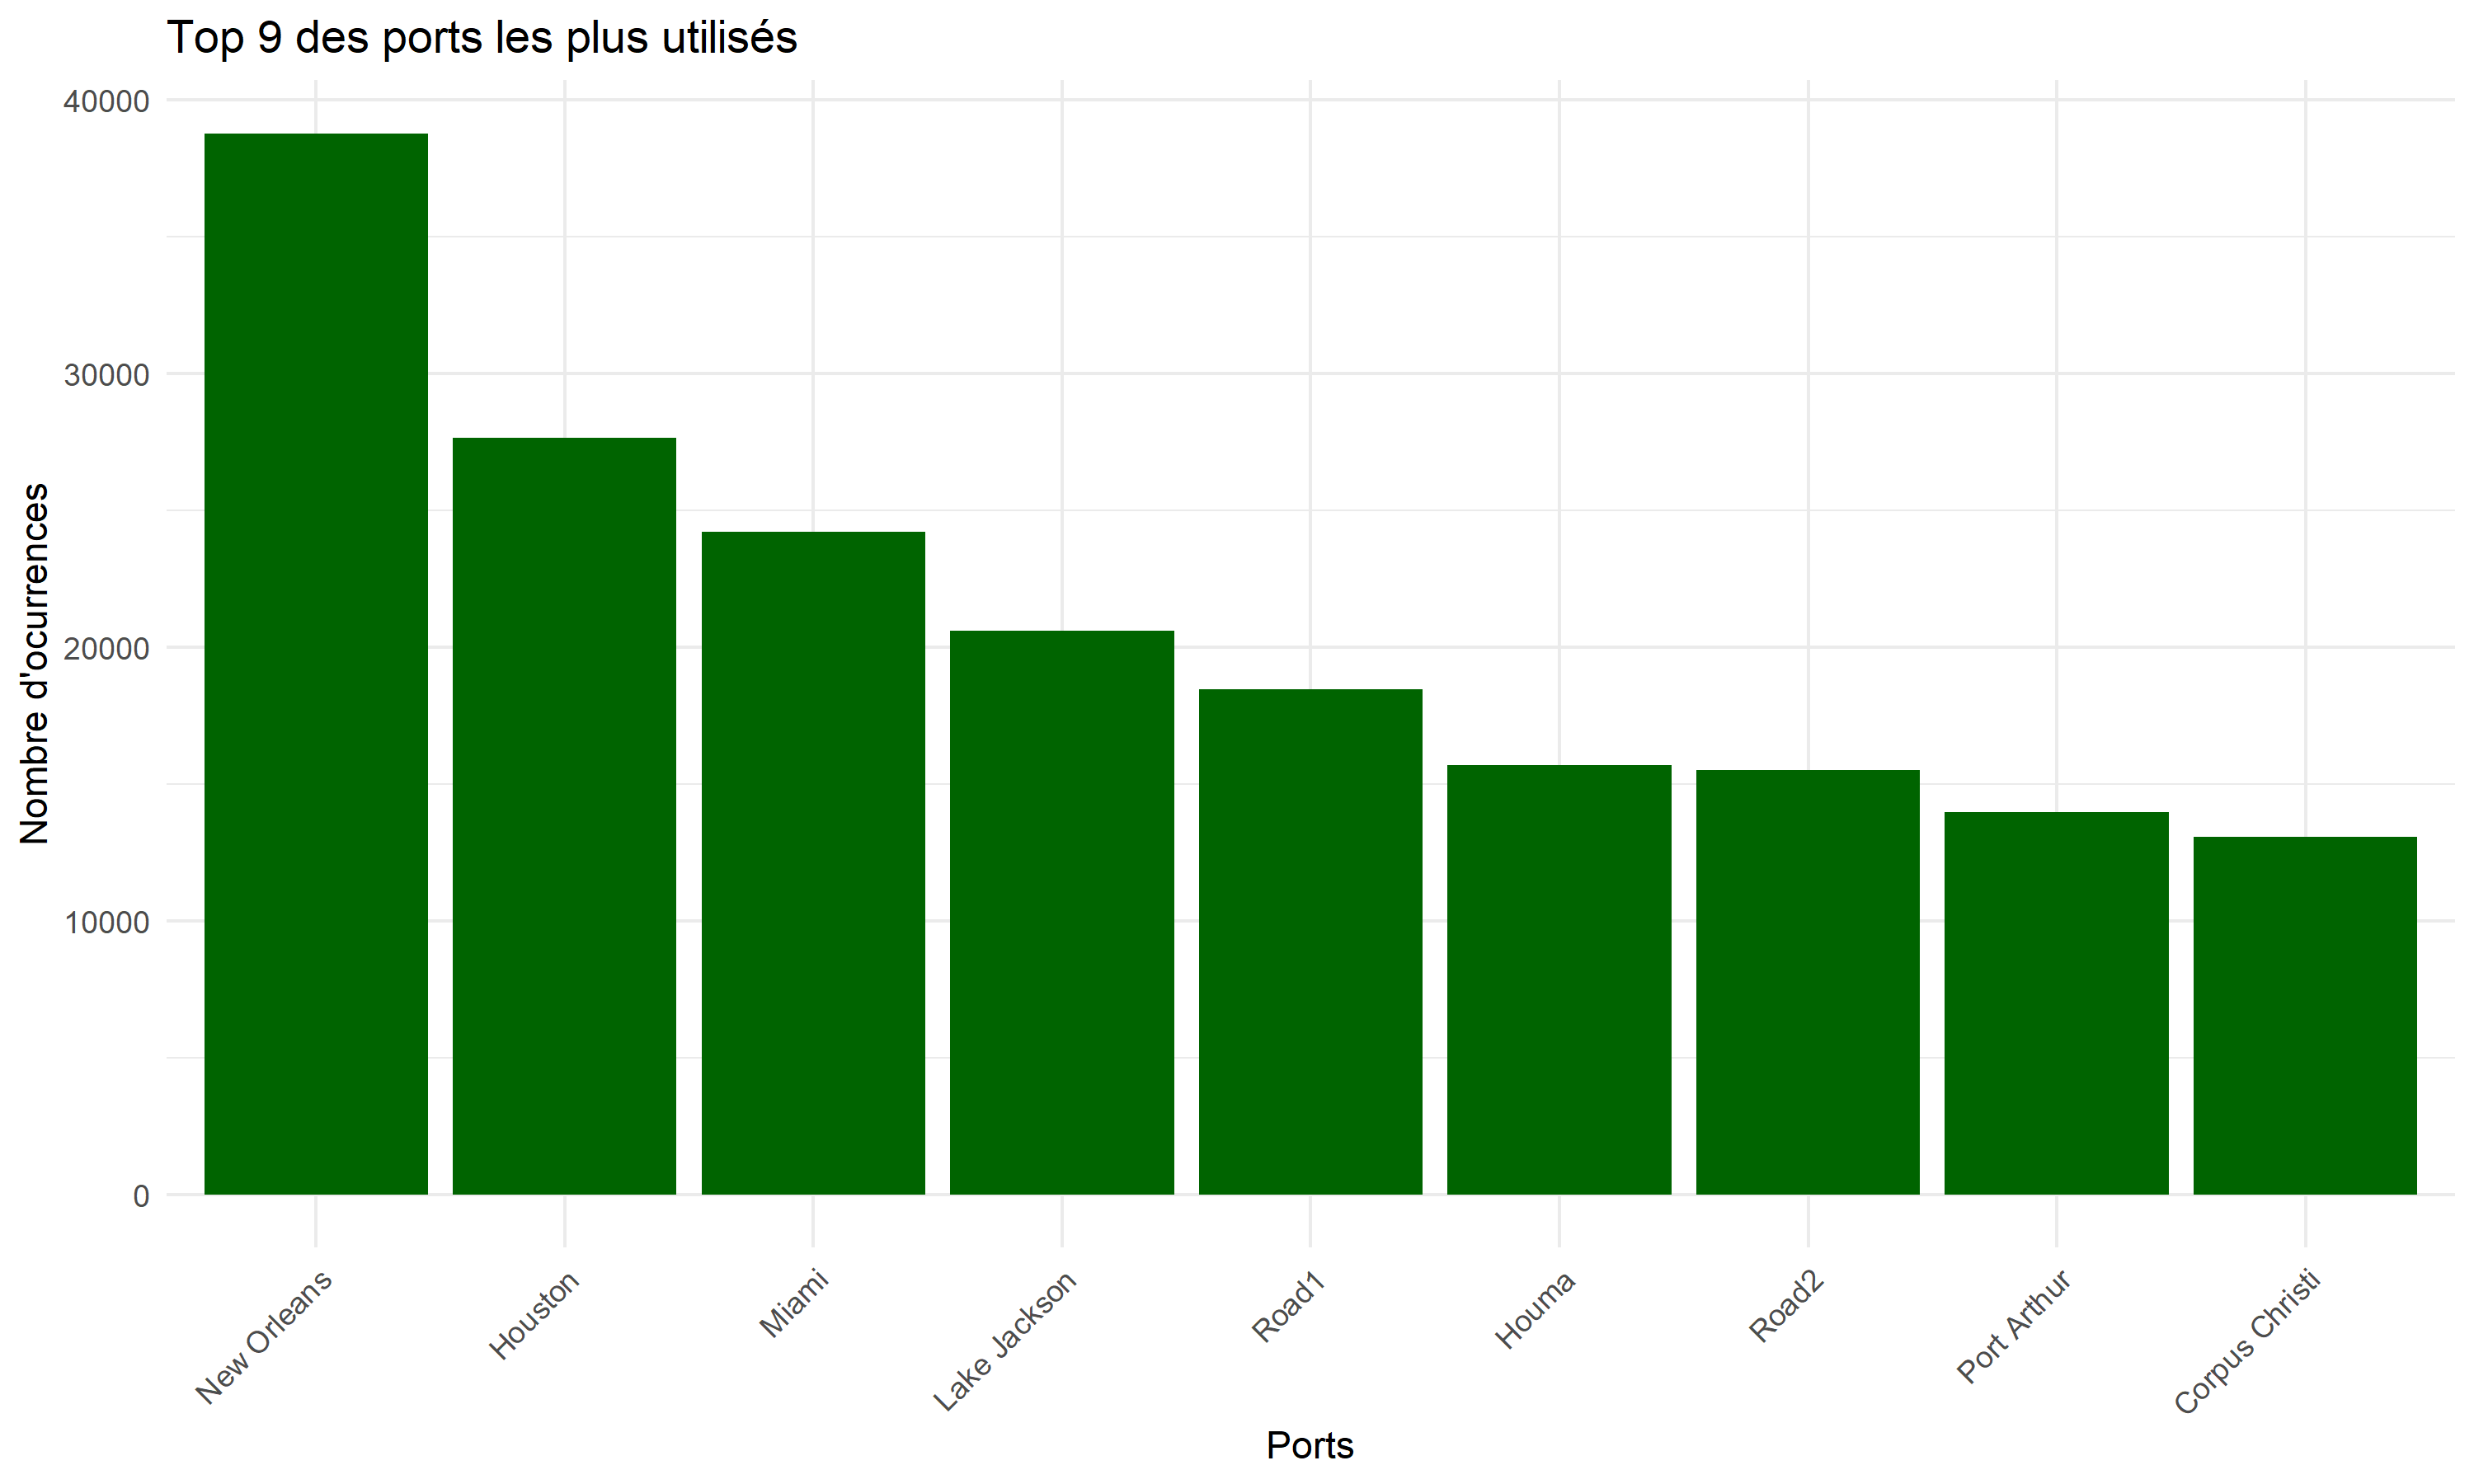 Top 9 des ports les plus utilisés
Nombre d'ocurrences
40000
30000
20000
10000
0
New Orleans
Houston
Miami
Lake Jackson
Road1
Houma
Road2
Port Arthur
Corpus Christi
Ports